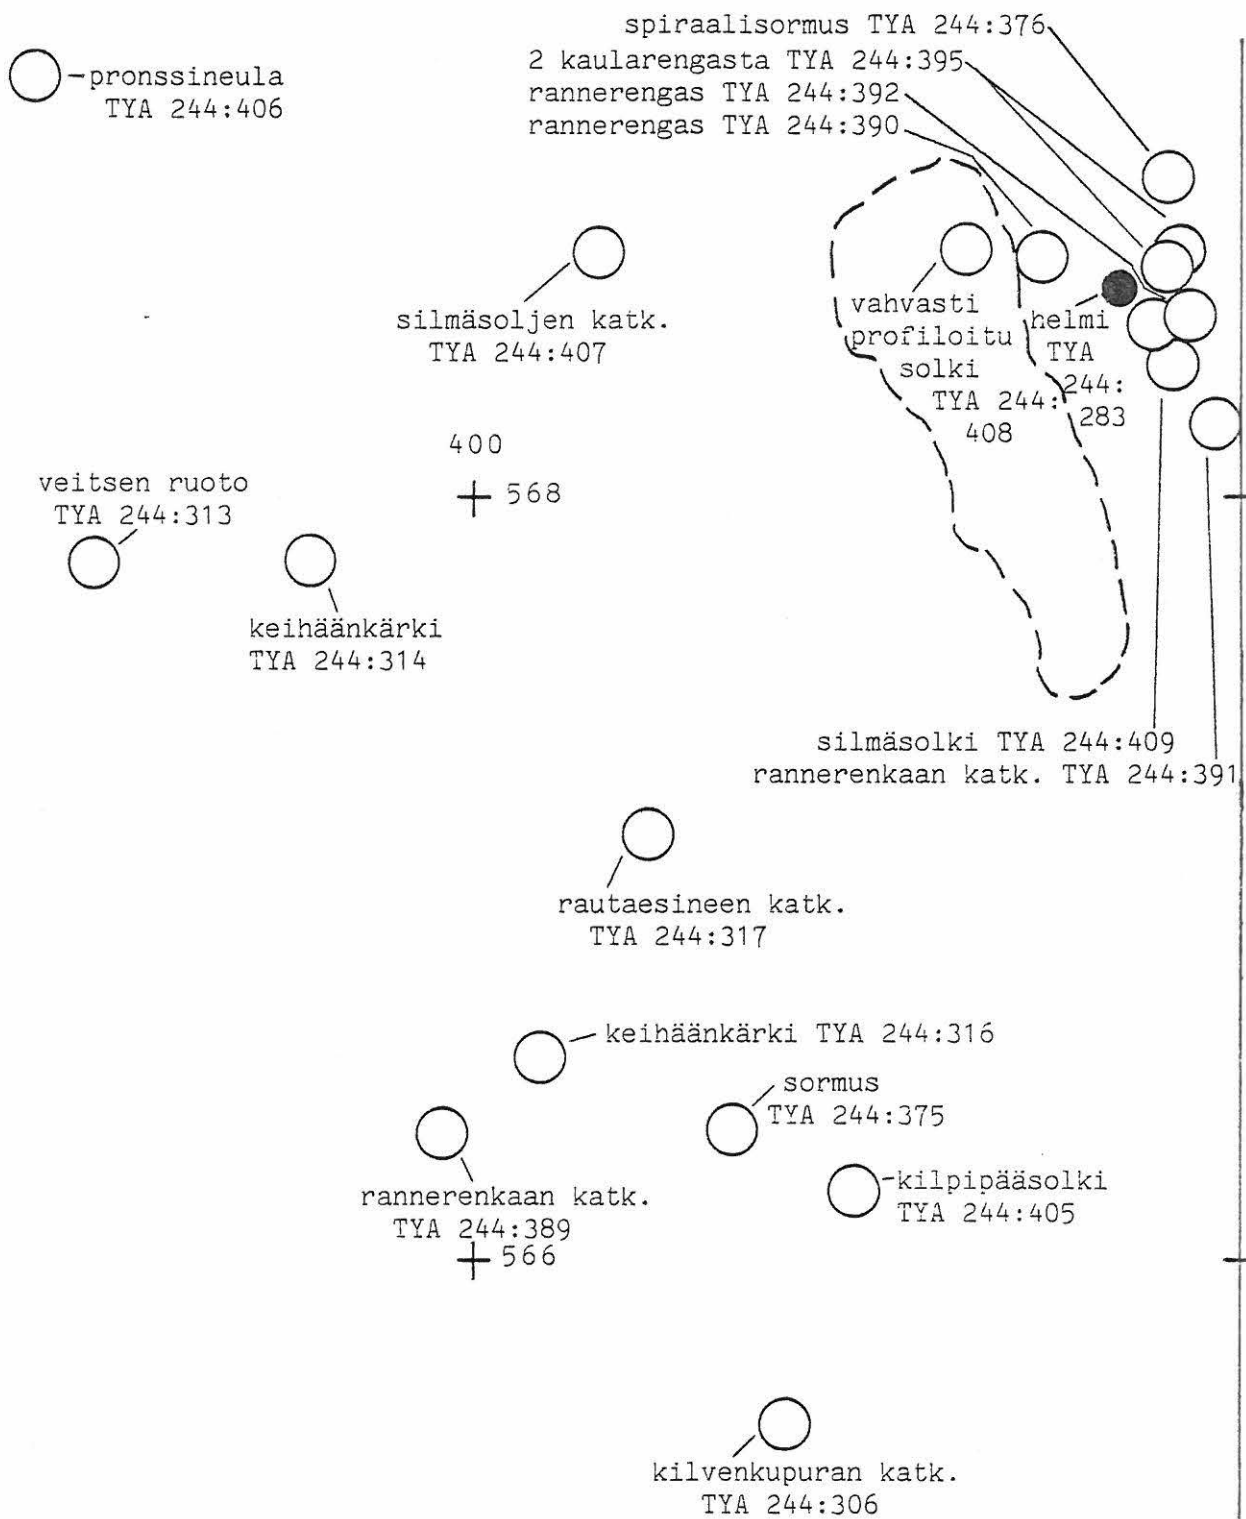 spiraalisormus TYA 244:376
2 kaularengasta TYA 244:395
rannerengas TYA 244:392
rannerengas TYA 244:390
pronssineula
TYA 244:406
silmäsoljen katk.
TYA 244:407
vahvasti
profiloitu
solki
TYA 244:
408
helmi
TYA
244:
283
400
568
veitsen ruoto
TYA 244:313
keihäänkärki
TYA 244:314
silmäsolki TYA 244:409
rannerenkaan katk. TYA 244:391
rautaesineen katk.
TYA 244:317
keihäänkärki TYA 244:316
sormus
TYA 244:375
rannerenkaan katk.
TYA 244:389
kilpipääsolki
TYA 244:405
566
kilvenkupuran katk.
TYA 244:306